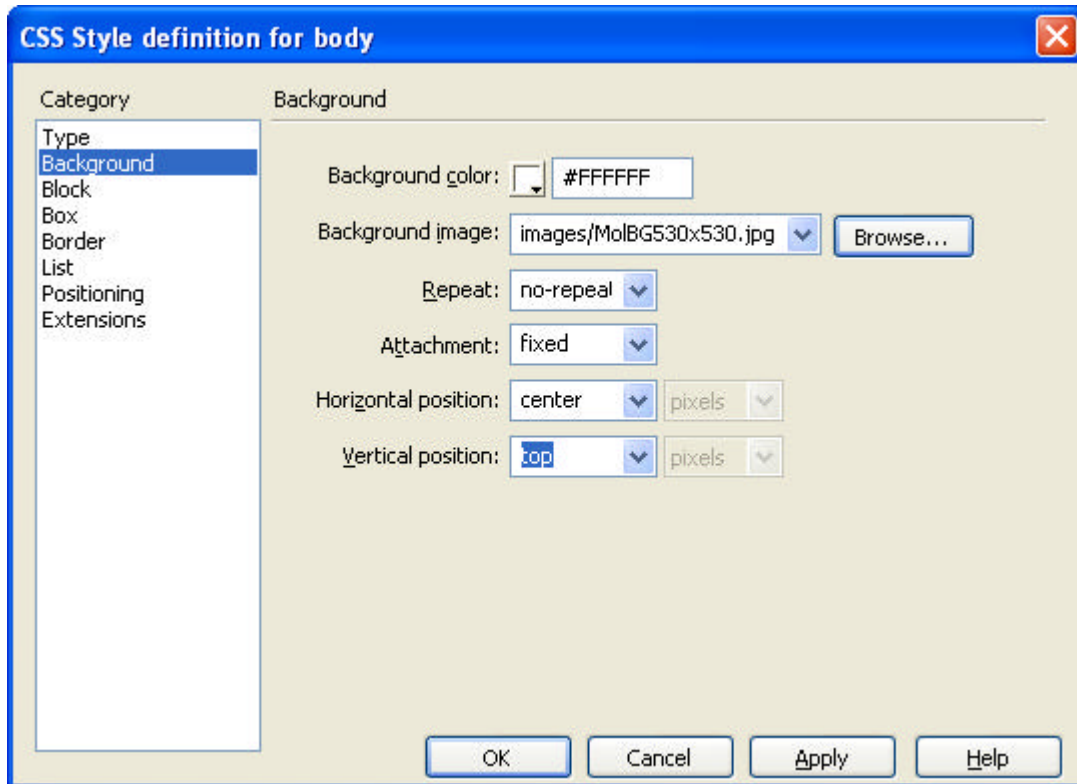 CSS Style definition for body
Category
Background
Type
Background
Block
Box
Border
List
Positioning
Extensions
Background color: #FFFFFF
Background image: images/MolBG530x530.jpg Browse...
Repeat: no-repeat
Attachment: fixed
Horizontal position: center pixels
Vertical position: top pixels
OK Cancel Apply Help